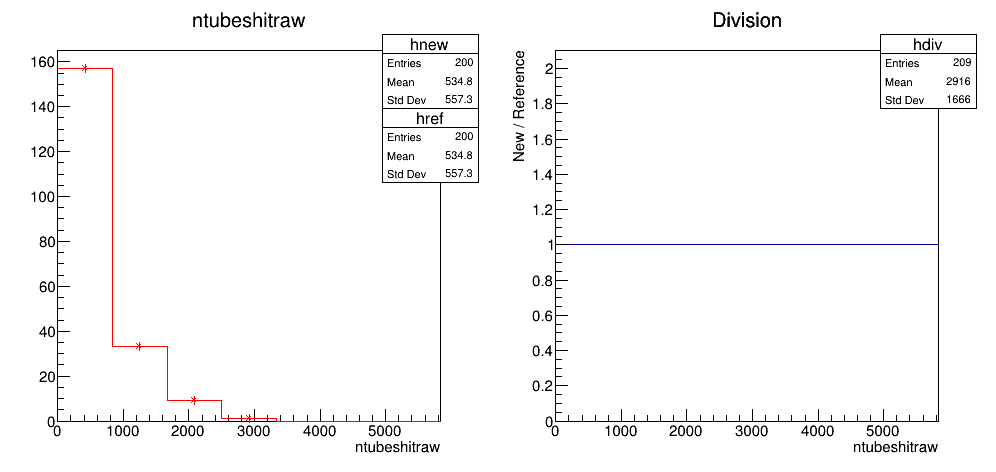 ntubeshitraw
hnew
Entries 200
Mean 534.8
Std Dev 557.3
href
Entries 200
Mean 534.8
Std Dev 557.3
160
140
120
100
80
60
40
20
0
0 1000 2000 3000 4000 5000
ntubeshitraw
Division
hdiv
Entries 209
Mean 2916
Std Dev 1666
New / Reference
2
1.8
1.6
1.4
1.2
1
0.8
0.6
0.4
0.2
0
0 1000 2000 3000 4000 5000
ntubeshitraw